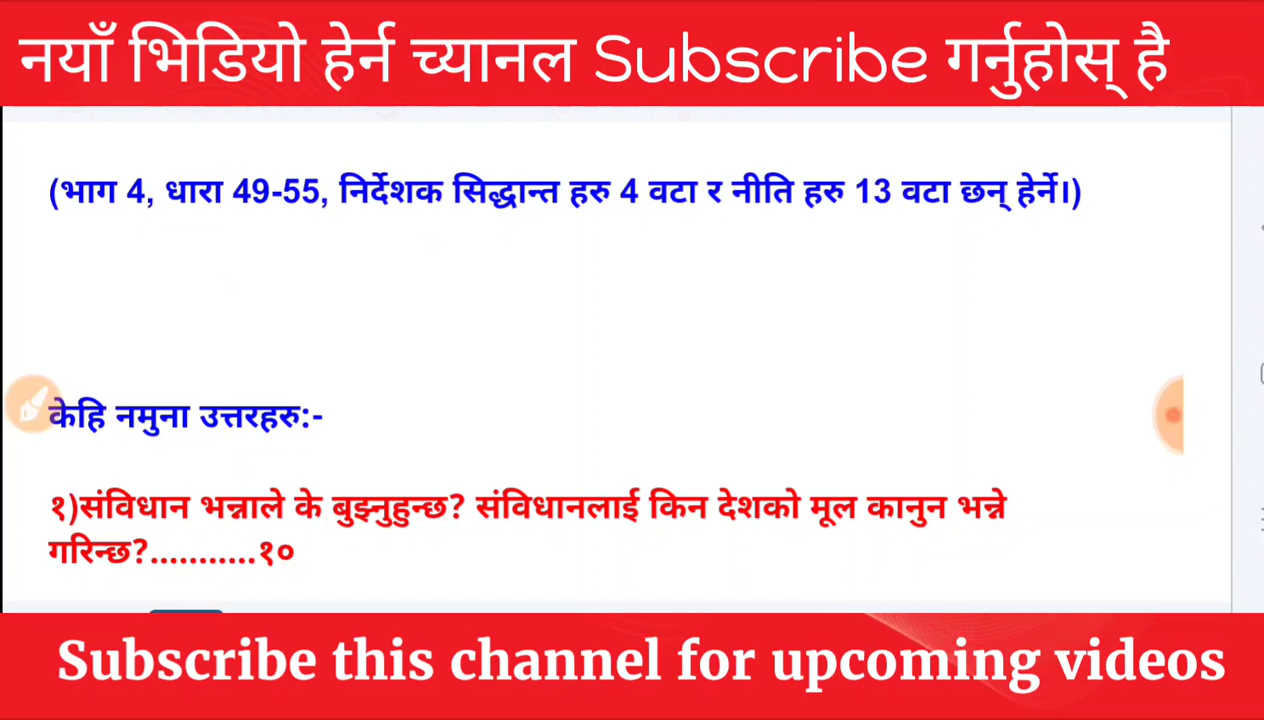 नयाँ भिडियो हेर्न च्यानल Subscribe गर्नुहोस् है
(भाग 4, धारा 49-55, निर्देशक सिद्धान्त हरु 4 वटा र नीति हरु 13 वटा छन् हेर्ने।)
केहि नमुना उत्तरहरु:-
१)संविधान भन्नाले के बुझ्नुहुन्छ? संविधानलाई किन देशको मूल कानुन भन्ने
गरिन्छ?...........१०
Subscribe this channel for upcoming videos